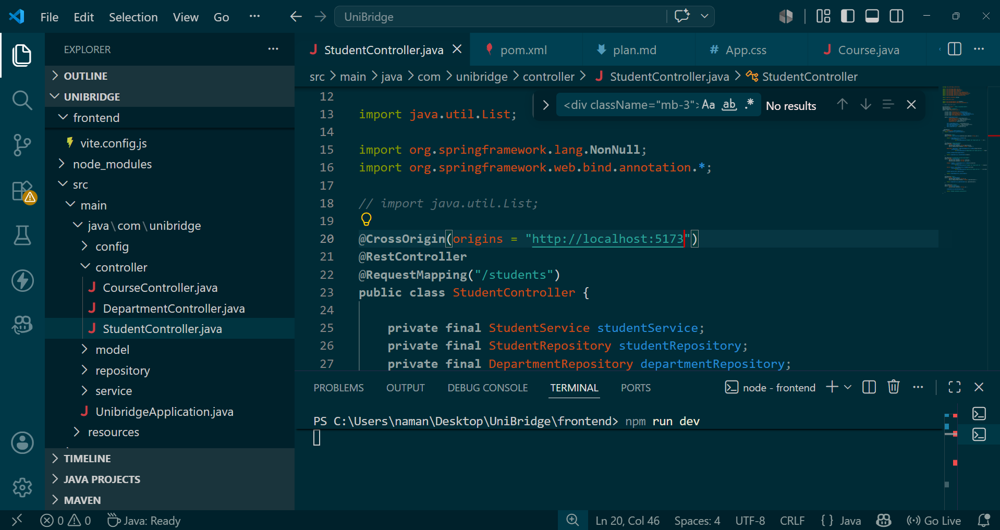 File Edit Selection View Go ···
UniBridge
EXPLORER ···
OUTLINE
UNIBRIDGE
frontend
vite.config.js
node_modules
src
main
java\com\unibridge
config
controller
CourseController.java
DepartmentController.java
StudentController.java
model
repository
service
UnibridgeApplication.java
resources
TIMELINE
JAVA PROJECTS
MAVEN
StudentController.java pom.xml plan.md # App.css Course.java ···
src > main > java > com > unibridge > controller > StudentController.java > StudentController
<div className="mb-3"> Aa ab .* No results
12
13 import java.util.List;
14
15 import org.springframework.lang.NonNull;
16 import org.springframework.web.bind.annotation.*;
17
18 // import java.util.List;
19
20 @CrossOrigin(origins = "http://localhost:5173")
21 @RestController
22 @RequestMapping("/students")
23 public class StudentController {
24
25 private final StudentService studentService;
26 private final StudentRepository studentRepository;
27 private final DepartmentRepository departmentRepository;
PROBLEMS OUTPUT DEBUG CONSOLE TERMINAL PORTS node - frontend ···
PS C:\Users\naman\Desktop\UniBridge\frontend> npm run dev
0 0 Java: Ready Ln 20, Col 46 Spaces: 4 UTF-8 CRLF {} Java Go Live